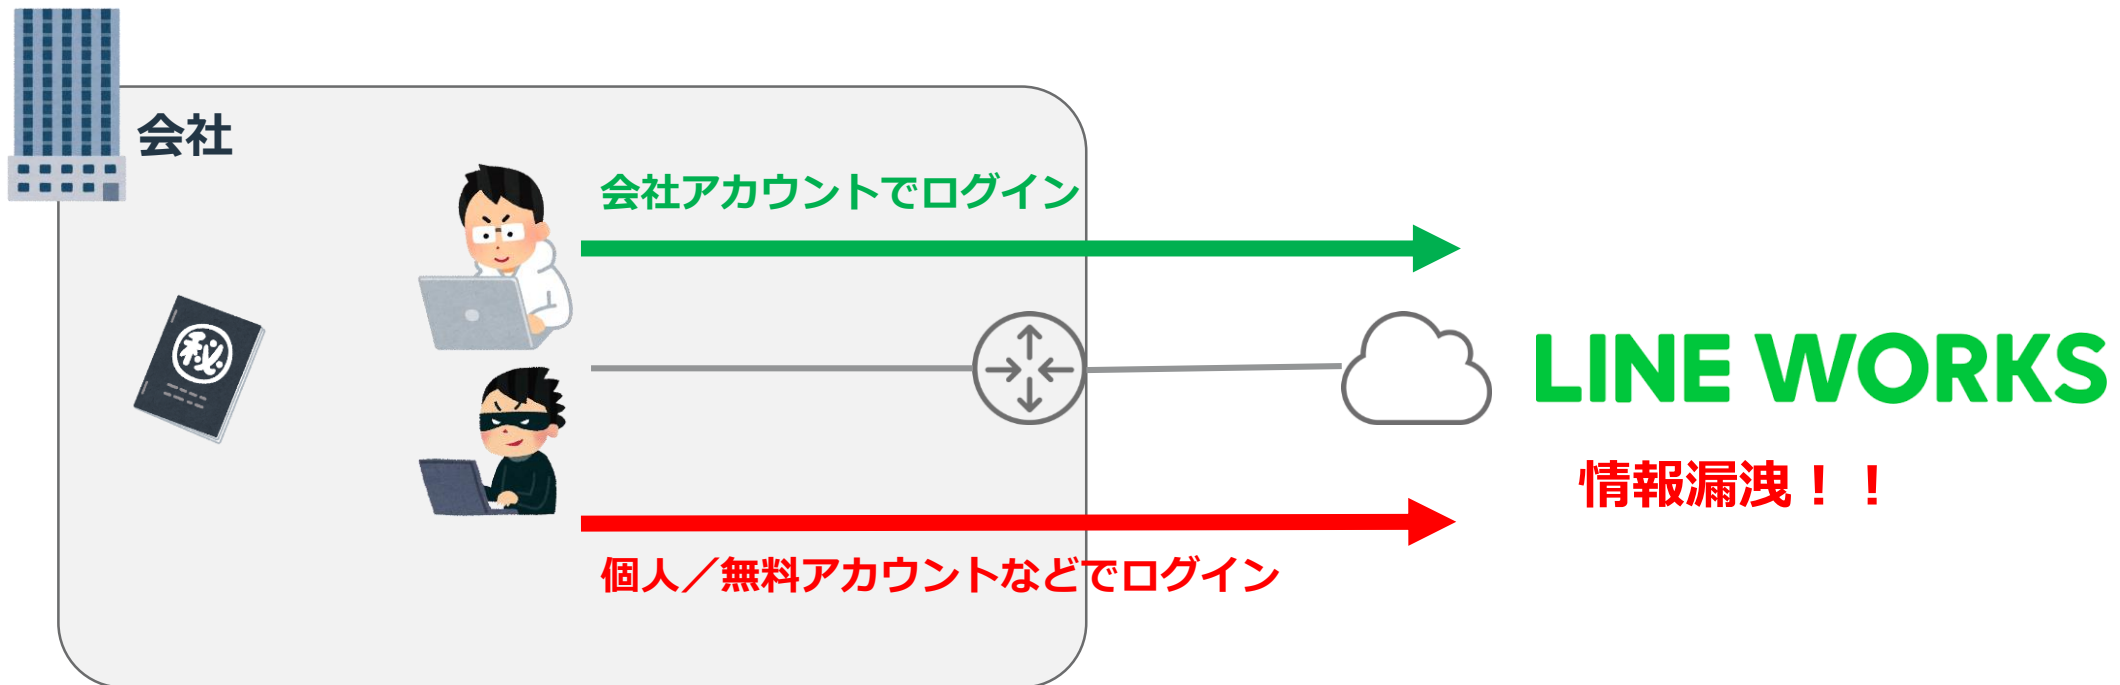 会社
会社アカウントでログイン
秘
LINE WORKS
情報漏洩！！
個人／無料アカウントなどでログイン